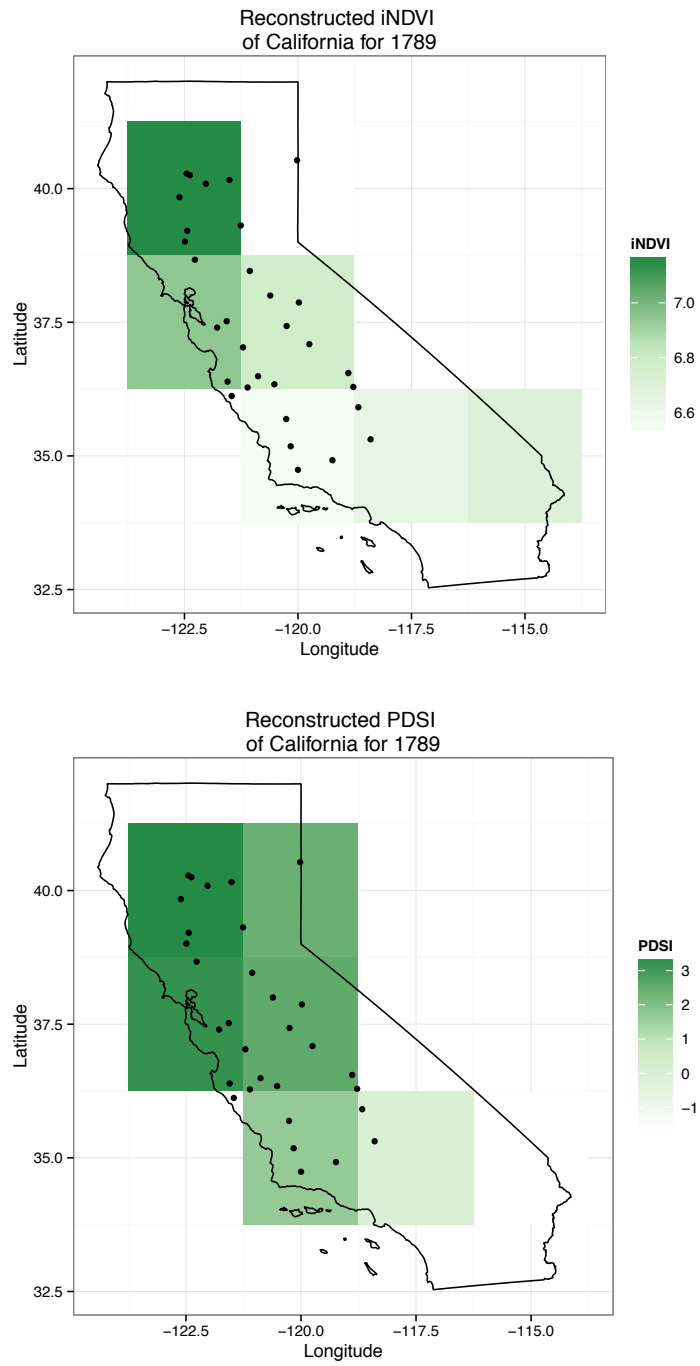 Reconstructed iNDVI
of California for 1789
40.0
37.5
35.0
32.5
Latitude
−122.5 −120.0 −117.5 −115.0
Longitude
iNDVI
7.0
6.8
6.6
Reconstructed PDSI
of California for 1789
40.0
37.5
35.0
32.5
Latitude
−122.5 −120.0 −117.5 −115.0
Longitude
PDSI
3
2
1
0
−1